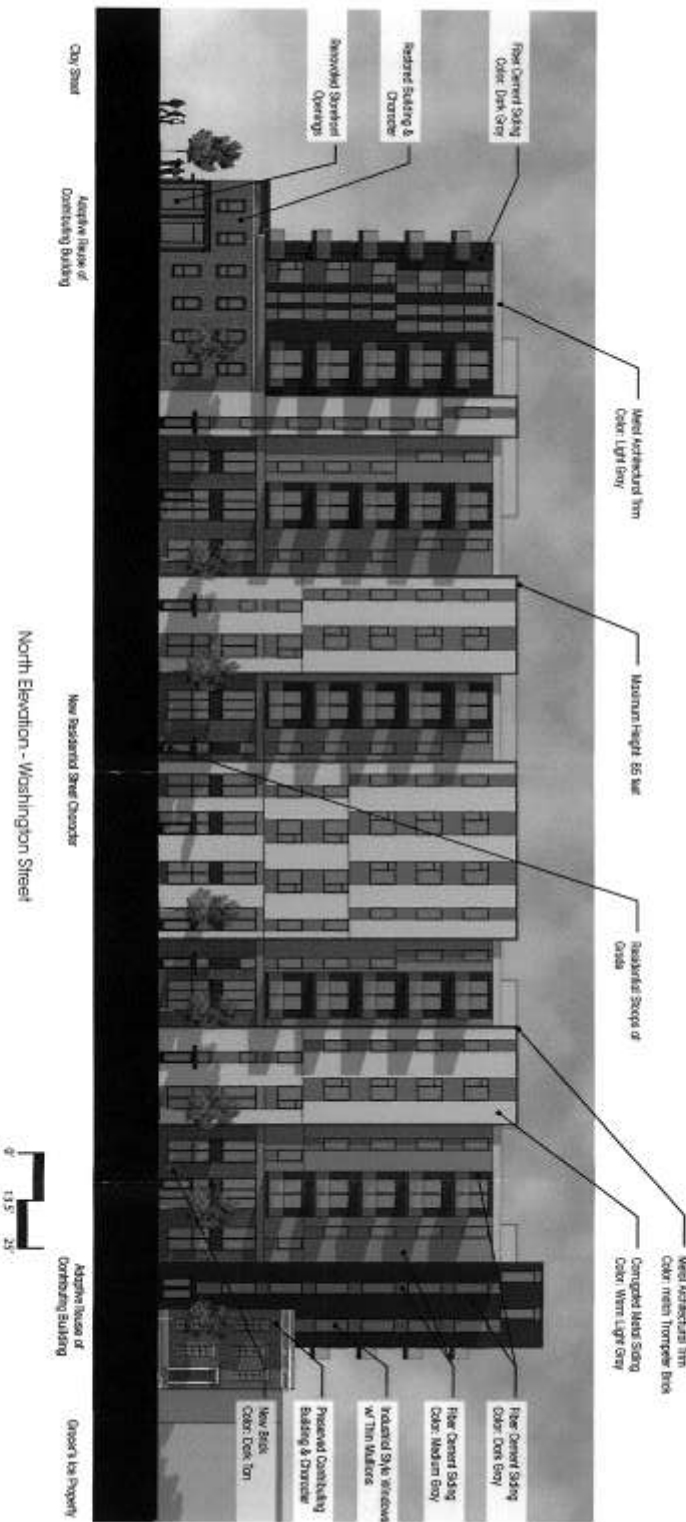 Fiber Cement Siding
Color: Dark Gray
Restored Building &
Character
Renovated Storefront
Openings
Metal Architectural Trim
Color: Light Gray
Maximum Height 85 feet
Residential Stoops at
Grade
Metal Architectural Trim
Color: match Trompeter Brick
Corrugated Metal Siding
Color: Warm Light Gray
Fiber Cement Siding
Color: Dark Gray
Fiber Cement Siding
Color: Medium Gray
Industrial Style Windows
w/ Thin Mullions
Preserved Contributing
Building & Character
New Brick
Color: Dark Tan
Clay Street
Adaptive Reuse of
Contributing Building
New Residential Street Character
Adaptive Reuse of
Contributing Building
Grocer's Ice Property
North Elevation - Washington Street
0' 13.5' 25'